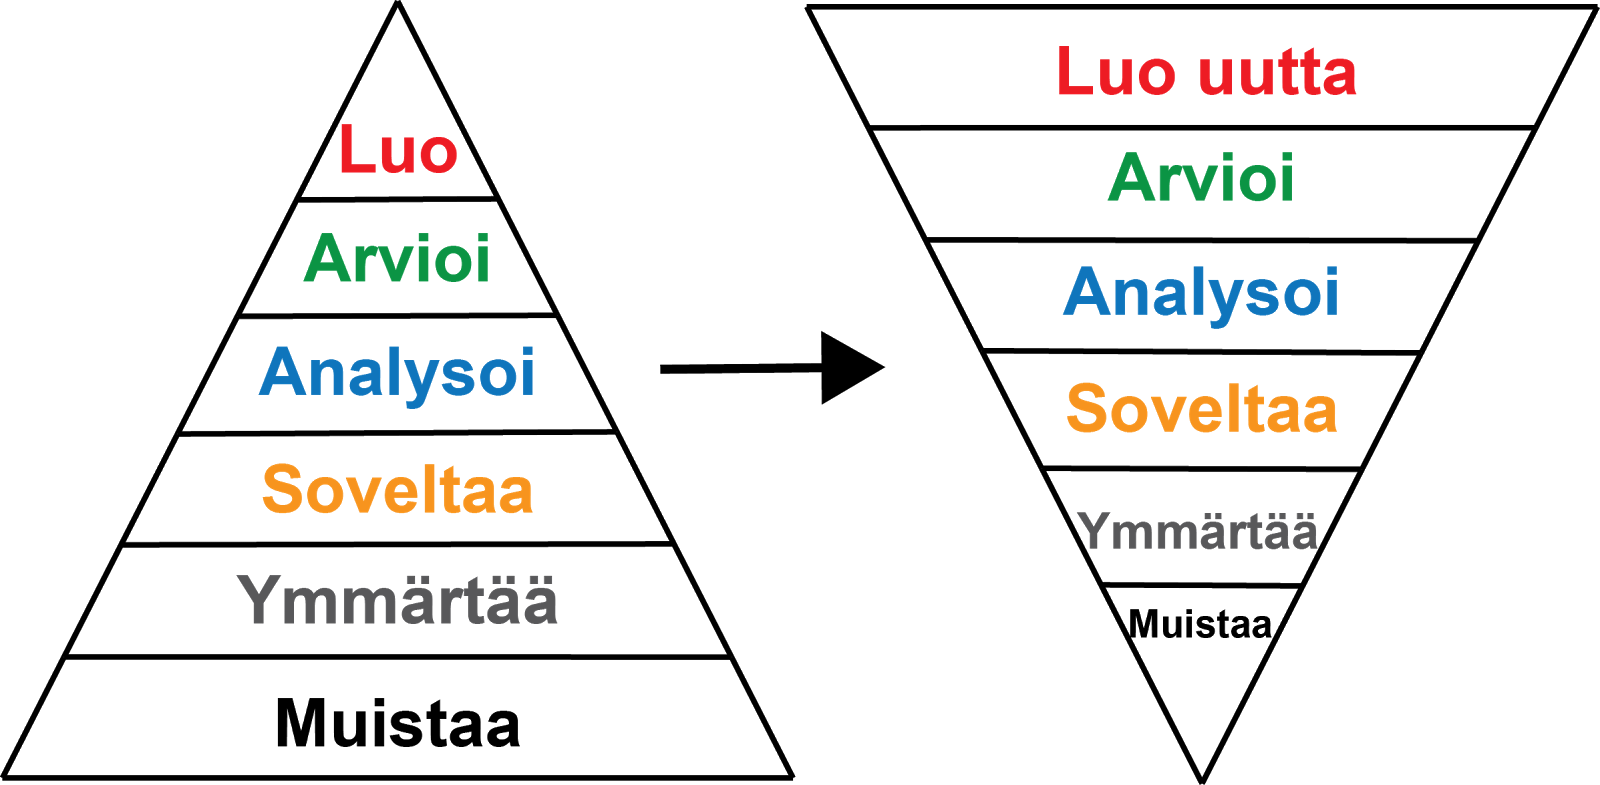 Luo
Arvioi
Analysoi
Soveltaa
Ymmärtää
Muistaa
Luo uutta
Arvioi
Analysoi
Soveltaa
Ymmärtää
Muistaa